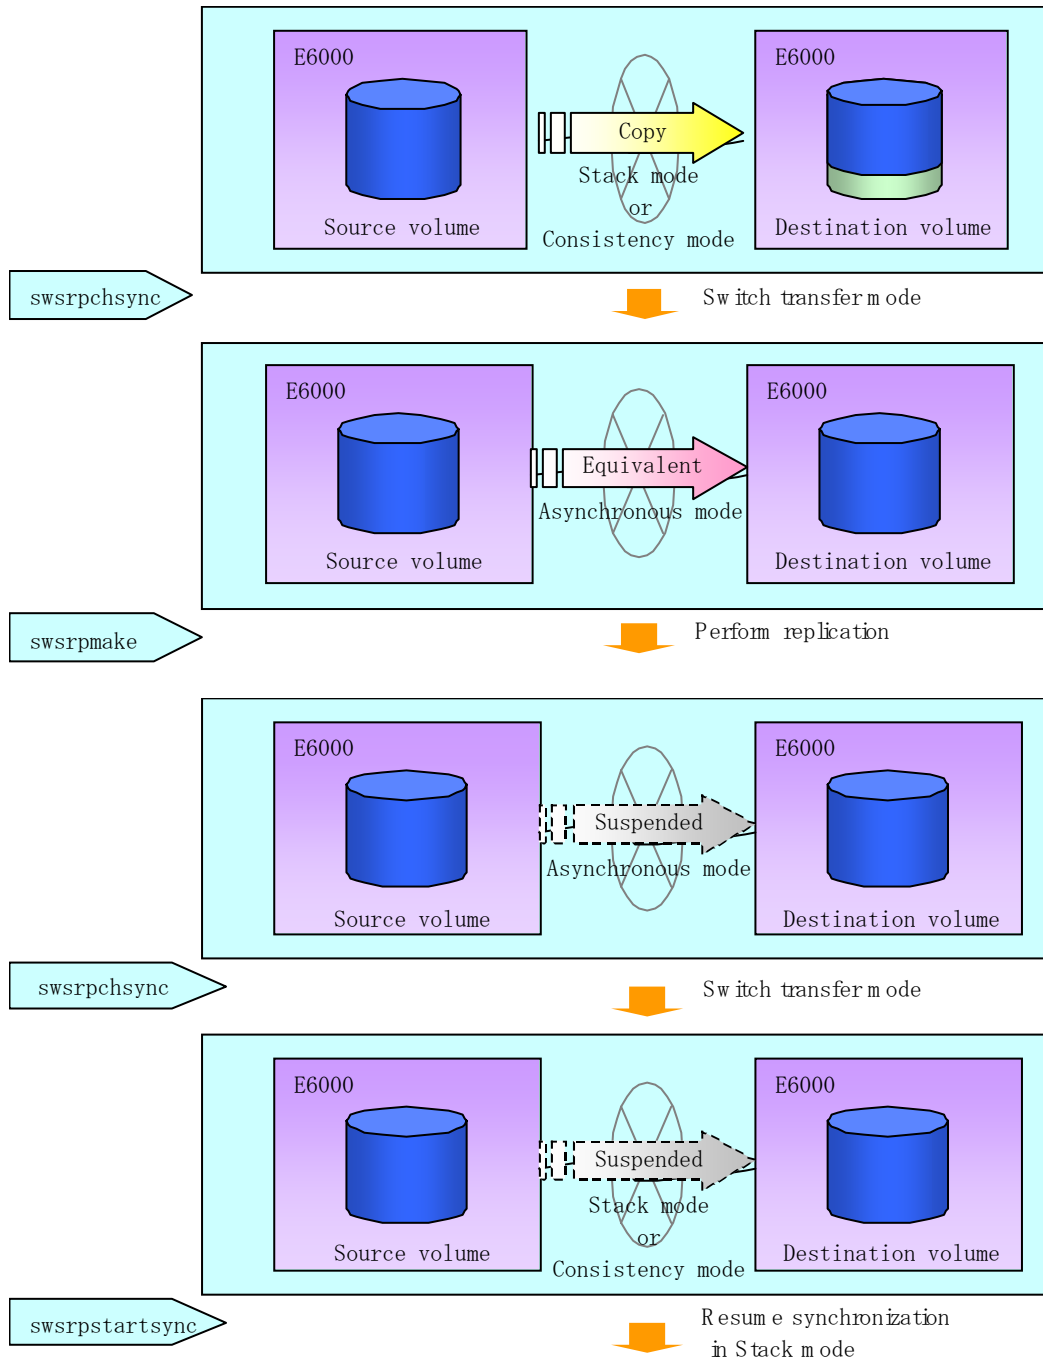 E6000
E6000
Copy
Stack mode
or
Consistency mode
Source volume
Destination volume
swsrpchsync
Switch transfer mode
E6000
E6000
Equivalent
Asynchronous mode
Source volume
Destination volume
swsrpmake
Perform replication
E6000
E6000
Suspended
Asynchronous mode
Source volume
Destination volume
swsrpchsync
Switch transfer mode
E6000
E6000
Suspended
Stack mode
or
Consistency mode
Source volume
Destination volume
swsrpstartsync
Resume synchronization
in Stack mode